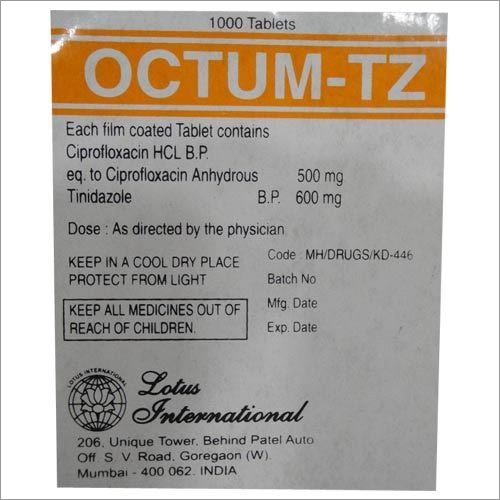 1000 Tablets
OCTUM-TZ
Each film coated Tablet contains
Ciprofloxacin HCL B.P.
eq. to Ciprofloxacin Anhydrous 500 mg
Tinidazole B.P. 600 mg
Dose : As directed by the physician
KEEP IN A COOL DRY PLACE
PROTECT FROM LIGHT
KEEP ALL MEDICINES OUT OF
REACH OF CHILDREN.
Code : MH/DRUGS/KD-446
Batch No
Mfg. Date
Exp. Date
LOTUS INTERNATIONAL
Lotus
International
206, Unique Tower, Behind Patel Auto
Off S. V. Road, Goregaon (W).
Mumbai - 400 062. INDIA